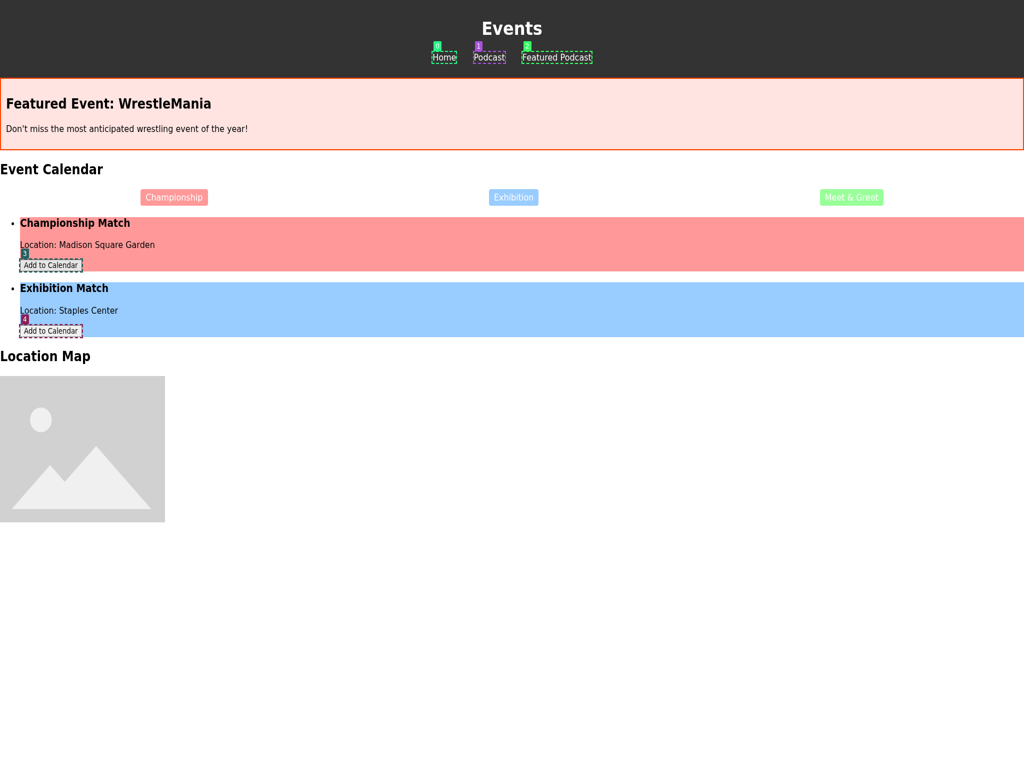 Events
0 1 2
Home Podcast Featured Podcast
Featured Event: WrestleMania
Don't miss the most anticipated wrestling event of the year!
Event Calendar
Championship Exhibition Meet & Greet
Championship Match
Location: Madison Square Garden
3
Add to Calendar
Exhibition Match
Location: Staples Center
4
Add to Calendar
Location Map